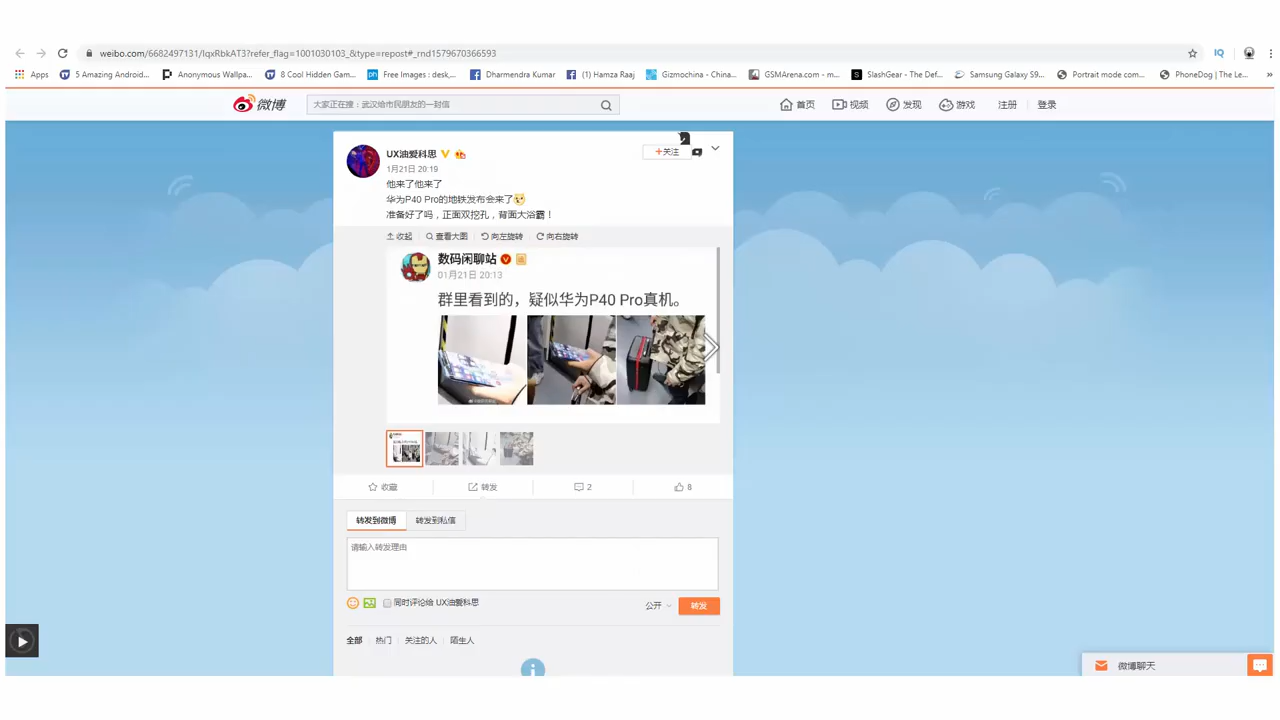 weibo.com/6682497131/IqxRbkAT3?refer_flag=1001030103_&type=repost#_rnd1579670366593
IQ
Apps
5 Amazing Android...
Anonymous Wallpa...
8 Cool Hidden Gam...
Free Images : desk,...
Dharmendra Kumar
(1) Hamza Raaj
Gizmochina - China...
GSMArena.com - m...
SlashGear - The Def...
Samsung Galaxy S9...
Portrait mode com...
PhoneDog | The Le...
»
微博
大家正在搜：武汉给市民朋友的一封信
首页
视频
发现
游戏
注册
登录
UX油爱科思
+关注
1月21日 20:19
他来了他来了
华为P40 Pro的地铁发布会来了
准备好了吗，正面双挖孔，背面大浴霸！
收起
查看大图
向左旋转
向右旋转
数码闲聊站
01月21日 20:13
群里看到的，疑似华为P40 Pro真机。
收藏
转发
2
8
转发到微博
转发到私信
请输入转发理由
同时评论给 UX油爱科思
公开
转发
全部
热门
关注的人
陌生人
微博聊天